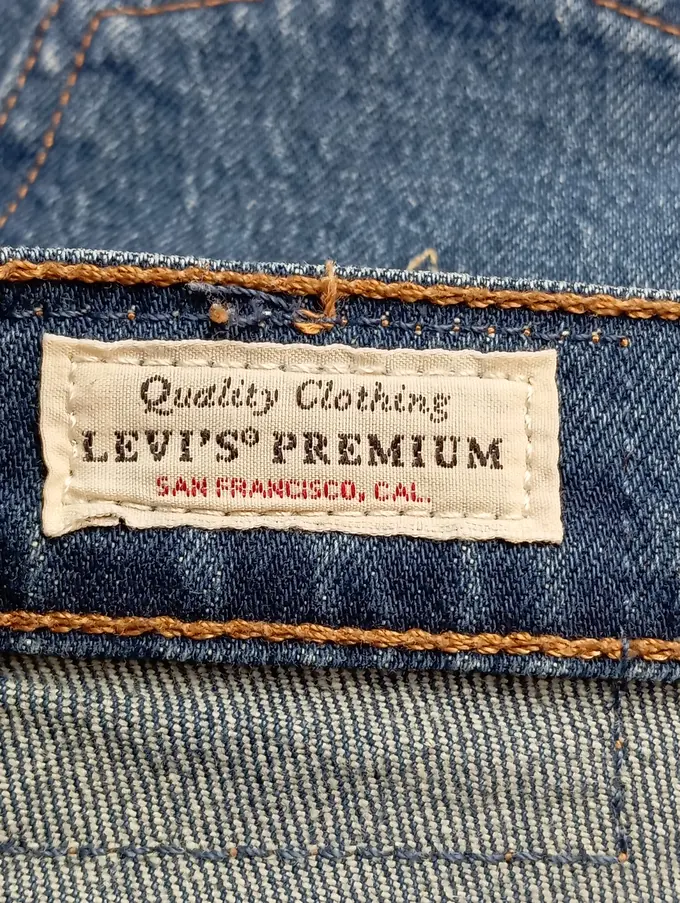 Quality Clothing
LEVI'S® PREMIUM
SAN FRANCISCO, CAL.